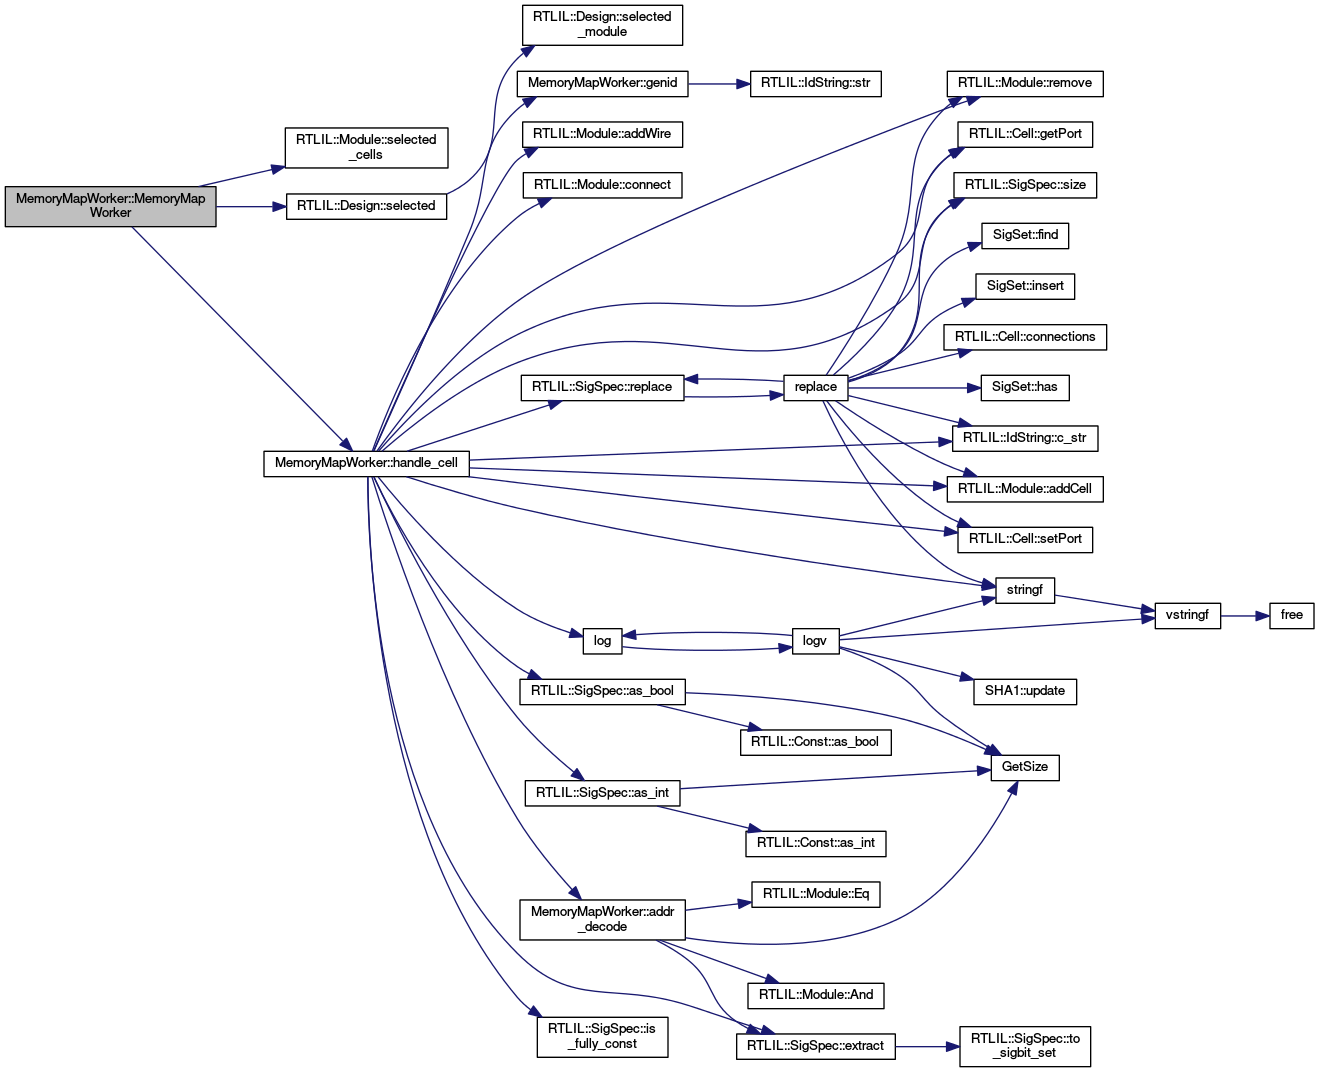 MemoryMapWorker::MemoryMap
Worker
RTLIL::Module::selected
_cells
RTLIL::Design::selected
MemoryMapWorker::handle_cell
RTLIL::Design::selected
_module
MemoryMapWorker::genid
RTLIL::IdString::str
RTLIL::Module::addWire
RTLIL::Module::connect
RTLIL::SigSpec::replace
replace
RTLIL::Module::remove
RTLIL::Cell::getPort
RTLIL::SigSpec::size
SigSet::find
SigSet::insert
RTLIL::Cell::connections
SigSet::has
RTLIL::IdString::c_str
RTLIL::Module::addCell
RTLIL::Cell::setPort
stringf
vstringf
free
log
logv
SHA1::update
RTLIL::SigSpec::as_bool
RTLIL::Const::as_bool
GetSize
RTLIL::SigSpec::as_int
RTLIL::Const::as_int
MemoryMapWorker::addr
_decode
RTLIL::Module::Eq
RTLIL::Module::And
RTLIL::SigSpec::is
_fully_const
RTLIL::SigSpec::extract
RTLIL::SigSpec::to
_sigbit_set